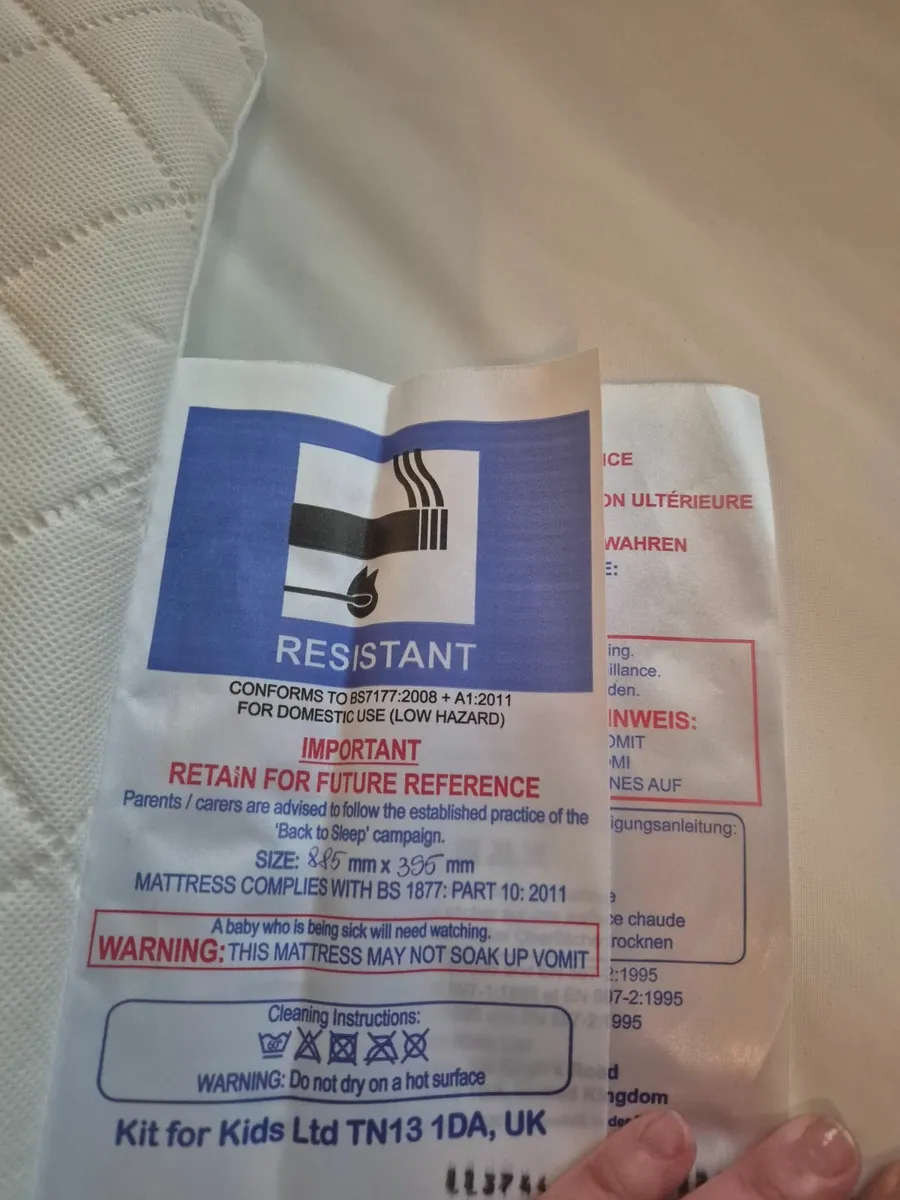 RESISTANT
CONFORMS TO BS7177:2008 + A1:2011
FOR DOMESTIC USE (LOW HAZARD)
IMPORTANT
RETAIN FOR FUTURE REFERENCE
Parents / carers are advised to follow the established practice of the
'Back to Sleep' campaign.
SIZE: 885 mm x 395 mm
MATTRESS COMPLIES WITH BS 1877: PART 10: 2011
A baby who is being sick will need watching.
WARNING: THIS MATTRESS MAY NOT SOAK UP VOMIT
Cleaning Instructions:
WARNING: Do not dry on a hot surface
Kit for Kids Ltd TN13 1DA, UK
ICE
ON ULTÉRIEURE
WAHREN
E:
ing.
illance.
den.
INWEIS:
OMIT
OMI
NES AUF
igungsanleitung:
e
ce chaude
rocknen
2:1995
7-2:1995
1995
Road
Kingdom
der